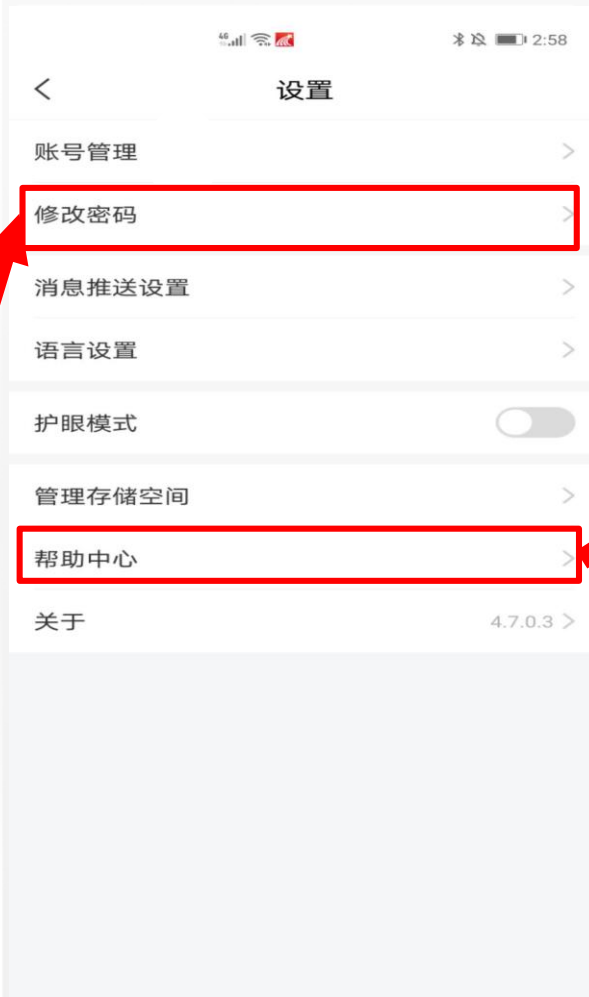 4G 2:58
设置
账号管理
修改密码
消息推送设置
语言设置
护眼模式
管理存储空间
帮助中心
关于 4.7.0.3